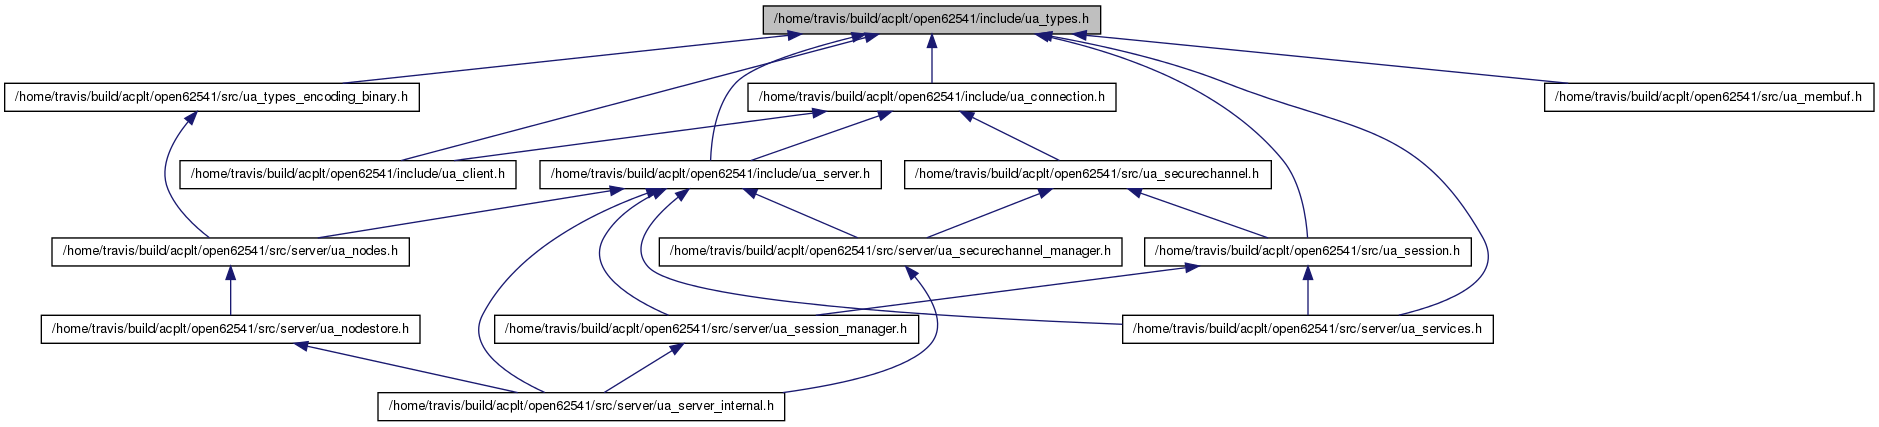 /home/travis/build/acplt/open62541/include/ua_types.h
/home/travis/build/acplt/open62541/src/ua_types_encoding_binary.h
/home/travis/build/acplt/open62541/include/ua_connection.h
/home/travis/build/acplt/open62541/src/ua_membuf.h
/home/travis/build/acplt/open62541/include/ua_client.h
/home/travis/build/acplt/open62541/include/ua_server.h
/home/travis/build/acplt/open62541/src/ua_securechannel.h
/home/travis/build/acplt/open62541/src/server/ua_nodes.h
/home/travis/build/acplt/open62541/src/server/ua_securechannel_manager.h
/home/travis/build/acplt/open62541/src/ua_session.h
/home/travis/build/acplt/open62541/src/server/ua_nodestore.h
/home/travis/build/acplt/open62541/src/server/ua_session_manager.h
/home/travis/build/acplt/open62541/src/server/ua_services.h
/home/travis/build/acplt/open62541/src/server/ua_server_internal.h